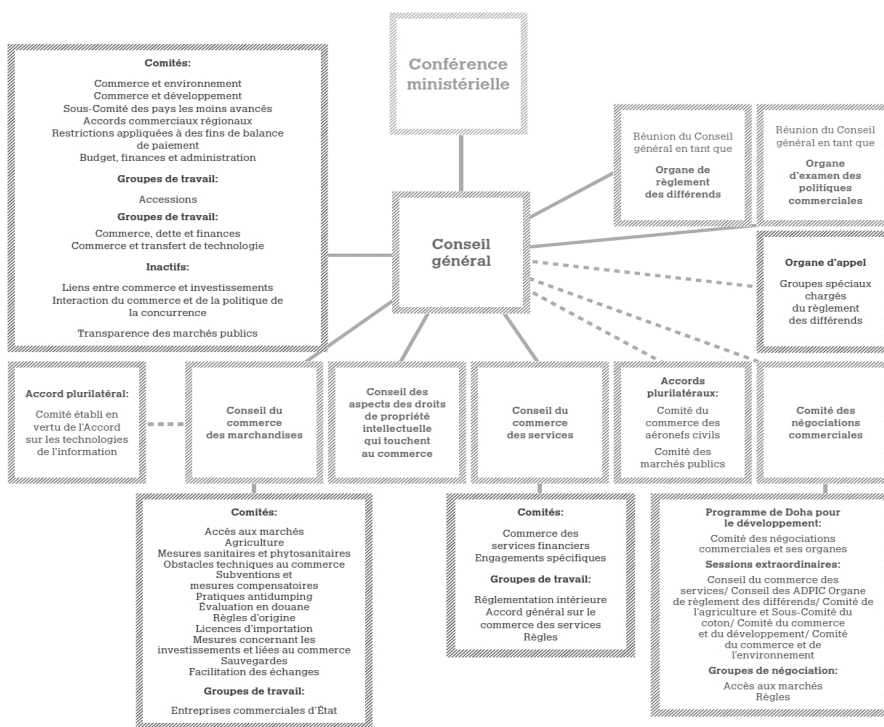 Conférence
ministérielle
Comités:
Commerce et environnement
Commerce et développement
Sous-Comité des pays les moins avancés
Accords commerciaux régionaux
Restrictions appliquées à des fins de balance
de paiement
Budget, finances et administration
Groupes de travail:
Accessions
Groupes de travail:
Commerce, dette et finances
Commerce et transfert de technologie
Inactifs:
Liens entre commerce et investissements
Interaction du commerce et de la politique de
la concurrence
Transparence des marchés publics
Conseil
général
Réunion du Conseil
général en tant que
Organe de
règlement
des différends
Réunion du Conseil
général en tant que
Organe
d'examen des
politiques
commerciales
Organe d'appel
Groupes spéciaux
chargés
du règlement
des différends
Accord plurilatéral:
Comité établi en
vertu de l'Accord
sur les technologies
de l'information
Conseil du
commerce
des marchandises
Conseil des
aspects des droits
de propriété
intellectuelle
qui touchent
au commerce
Conseil du
commerce
des services
Accords
plurilatéraux:
Comité du
commerce des
aéronefs civils
Comité des
marchés publics
Comité des
négociations
commerciales
Comités:
Accès aux marchés
Agriculture
Mesures sanitaires et phytosanitaires
Obstacles techniques au commerce
Subventions et
mesures compensatoires
Pratiques antidumping
Évaluation en douane
Règles d'origine
Licences d'importation
Mesures concernant les
investissements et liées au commerce
Sauvegardes
Facilitation des échanges
Groupes de travail:
Entreprises commerciales d'État
Comités:
Commerce des
services financiers
Engagements spécifiques
Groupes de travail:
Réglementation intérieure
Accord général sur le
commerce des services
Règles
Programme de Doha pour
le développement:
Comité des négociations
commerciales et ses organes
Sessions extraordinaires:
Conseil du commerce des
services/ Conseil des ADPIC Organe
de règlement des différends/ Comité de
l'agriculture et Sous-Comité du
coton/ Comité du commerce
et du développement/ Comité
du commerce et de
l'environnement
Groupes de négociation:
Accès aux marchés
Règles